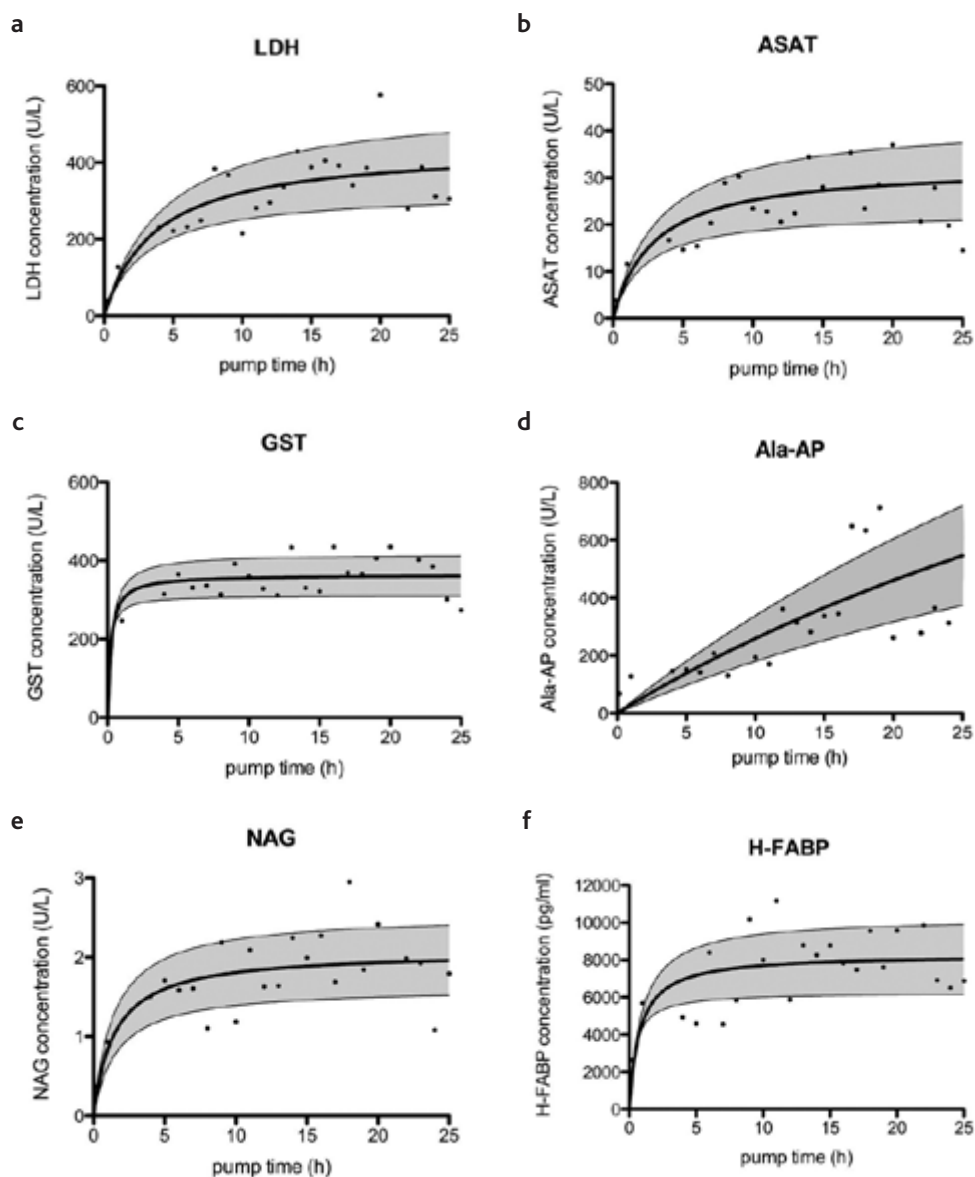 a
LDH
LDH concentration (U/L)
600
400
200
0
0 5 10 15 20 25
pump time (h)
b
ASAT
ASAT concentration (U/L)
50
40
30
20
10
0
0 5 10 15 20 25
pump time (h)
c
GST
GST concentration (U/L)
600
400
200
0
0 5 10 15 20 25
pump time (h)
d
Ala-AP
Ala-AP concentration (U/L)
800
600
400
200
0
0 5 10 15 20 25
pump time (h)
e
NAG
NAG concentration (U/L)
3
2
1
0
0 5 10 15 20 25
pump time (h)
f
H-FABP
H-FABP concentration (pg/ml)
12000
10000
8000
6000
4000
2000
0
0 5 10 15 20 25
pump time (h)